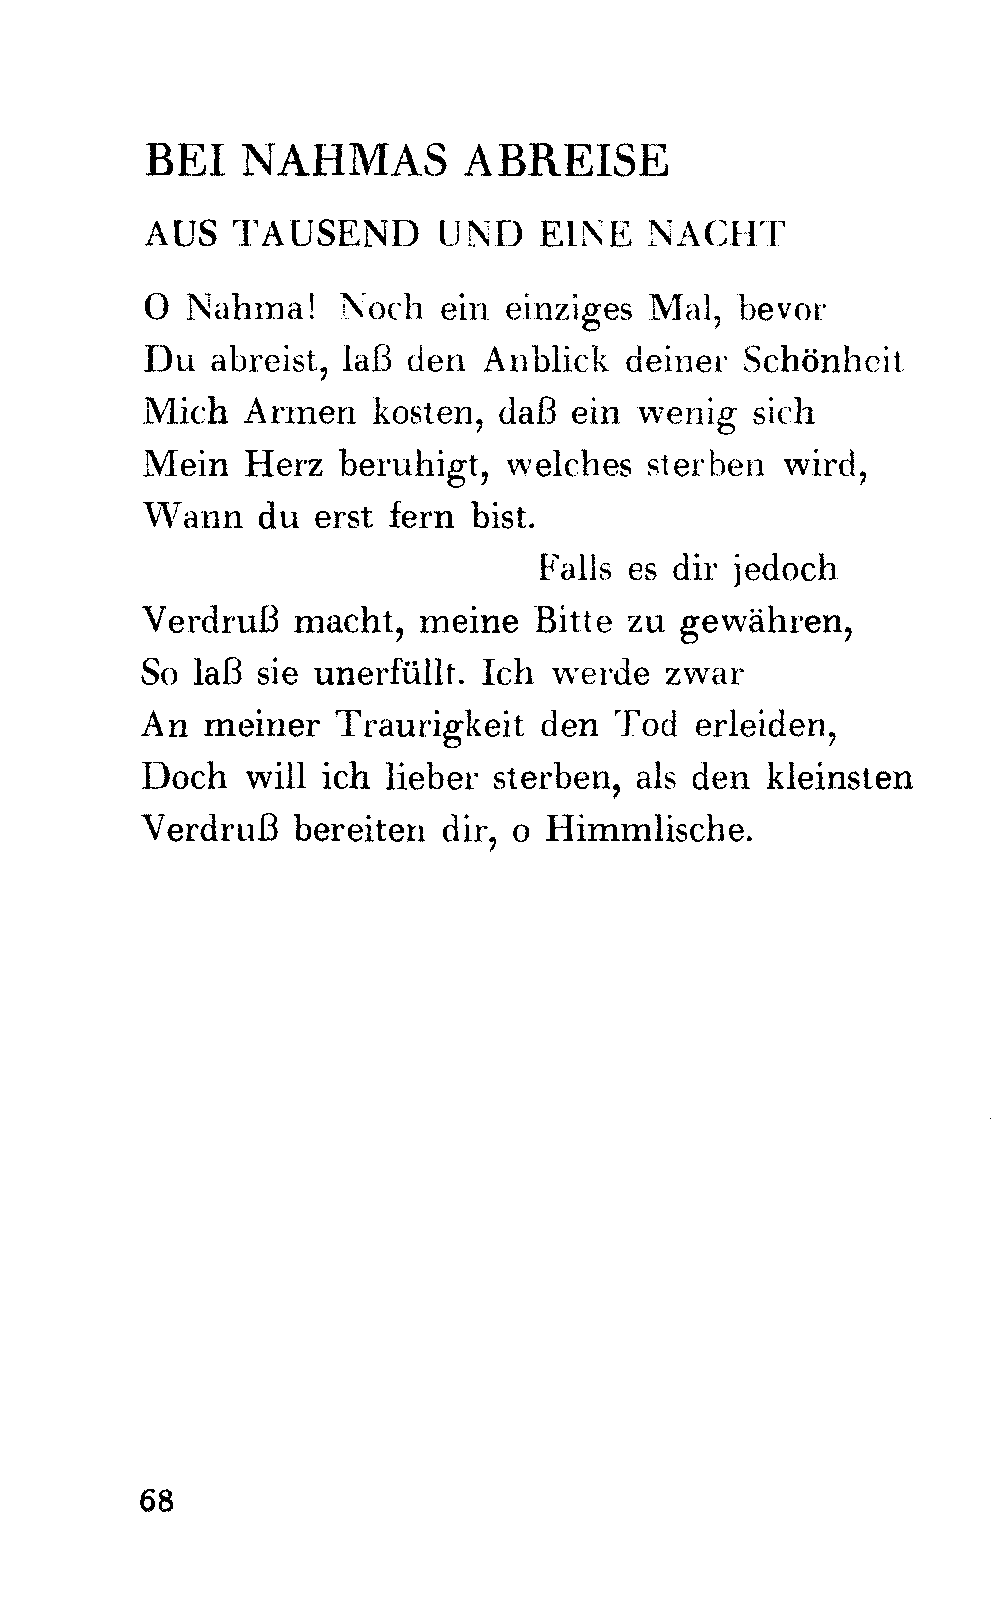 BEI NAHMAS ABREISE
AUS TAUSEND UND EINE NACHT
O Nahma! Noch ein einziges Mal, bevor
Du abreist, laß den Anblick deiner Schönheit
Mich Armen kosten, daß ein wenig sich
Mein Herz beruhigt, welches sterben wird,
Wann du erst fern bist.
Falls es dir jedoch
Verdruß macht, meine Bitte zu gewähren,
So laß sie unerfüllt. Ich werde zwar
An meiner Traurigkeit den Tod erleiden,
Doch will ich lieber sterben, als den kleinsten
Verdruß bereiten dir, o Himmlische.
68